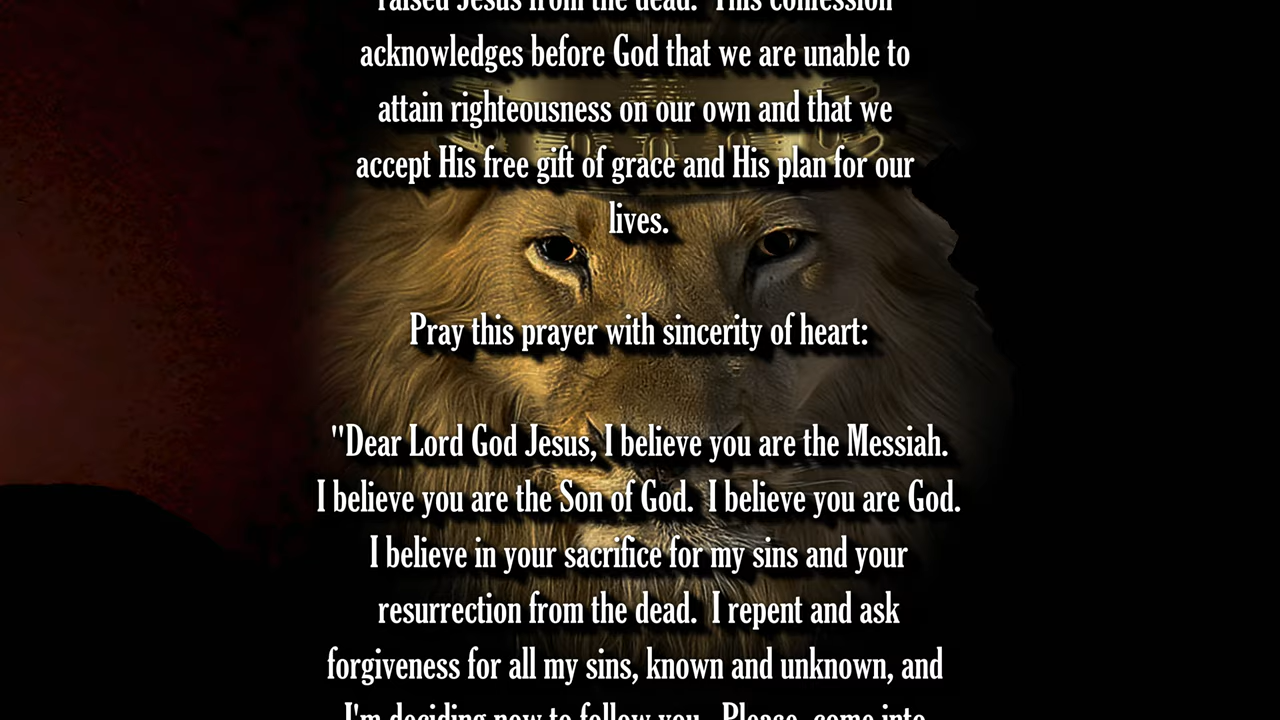 raised Jesus from the dead.  This confession
acknowledges before God that we are unable to
attain righteousness on our own and that we
accept His free gift of grace and His plan for our
lives.
Pray this prayer with sincerity of heart:
"Dear Lord God Jesus, I believe you are the Messiah.
I believe you are the Son of God.  I believe you are God.
I believe in your sacrifice for my sins and your
resurrection from the dead.  I repent and ask
forgiveness for all my sins, known and unknown, and
I'm deciding now to follow you.  Please, come into